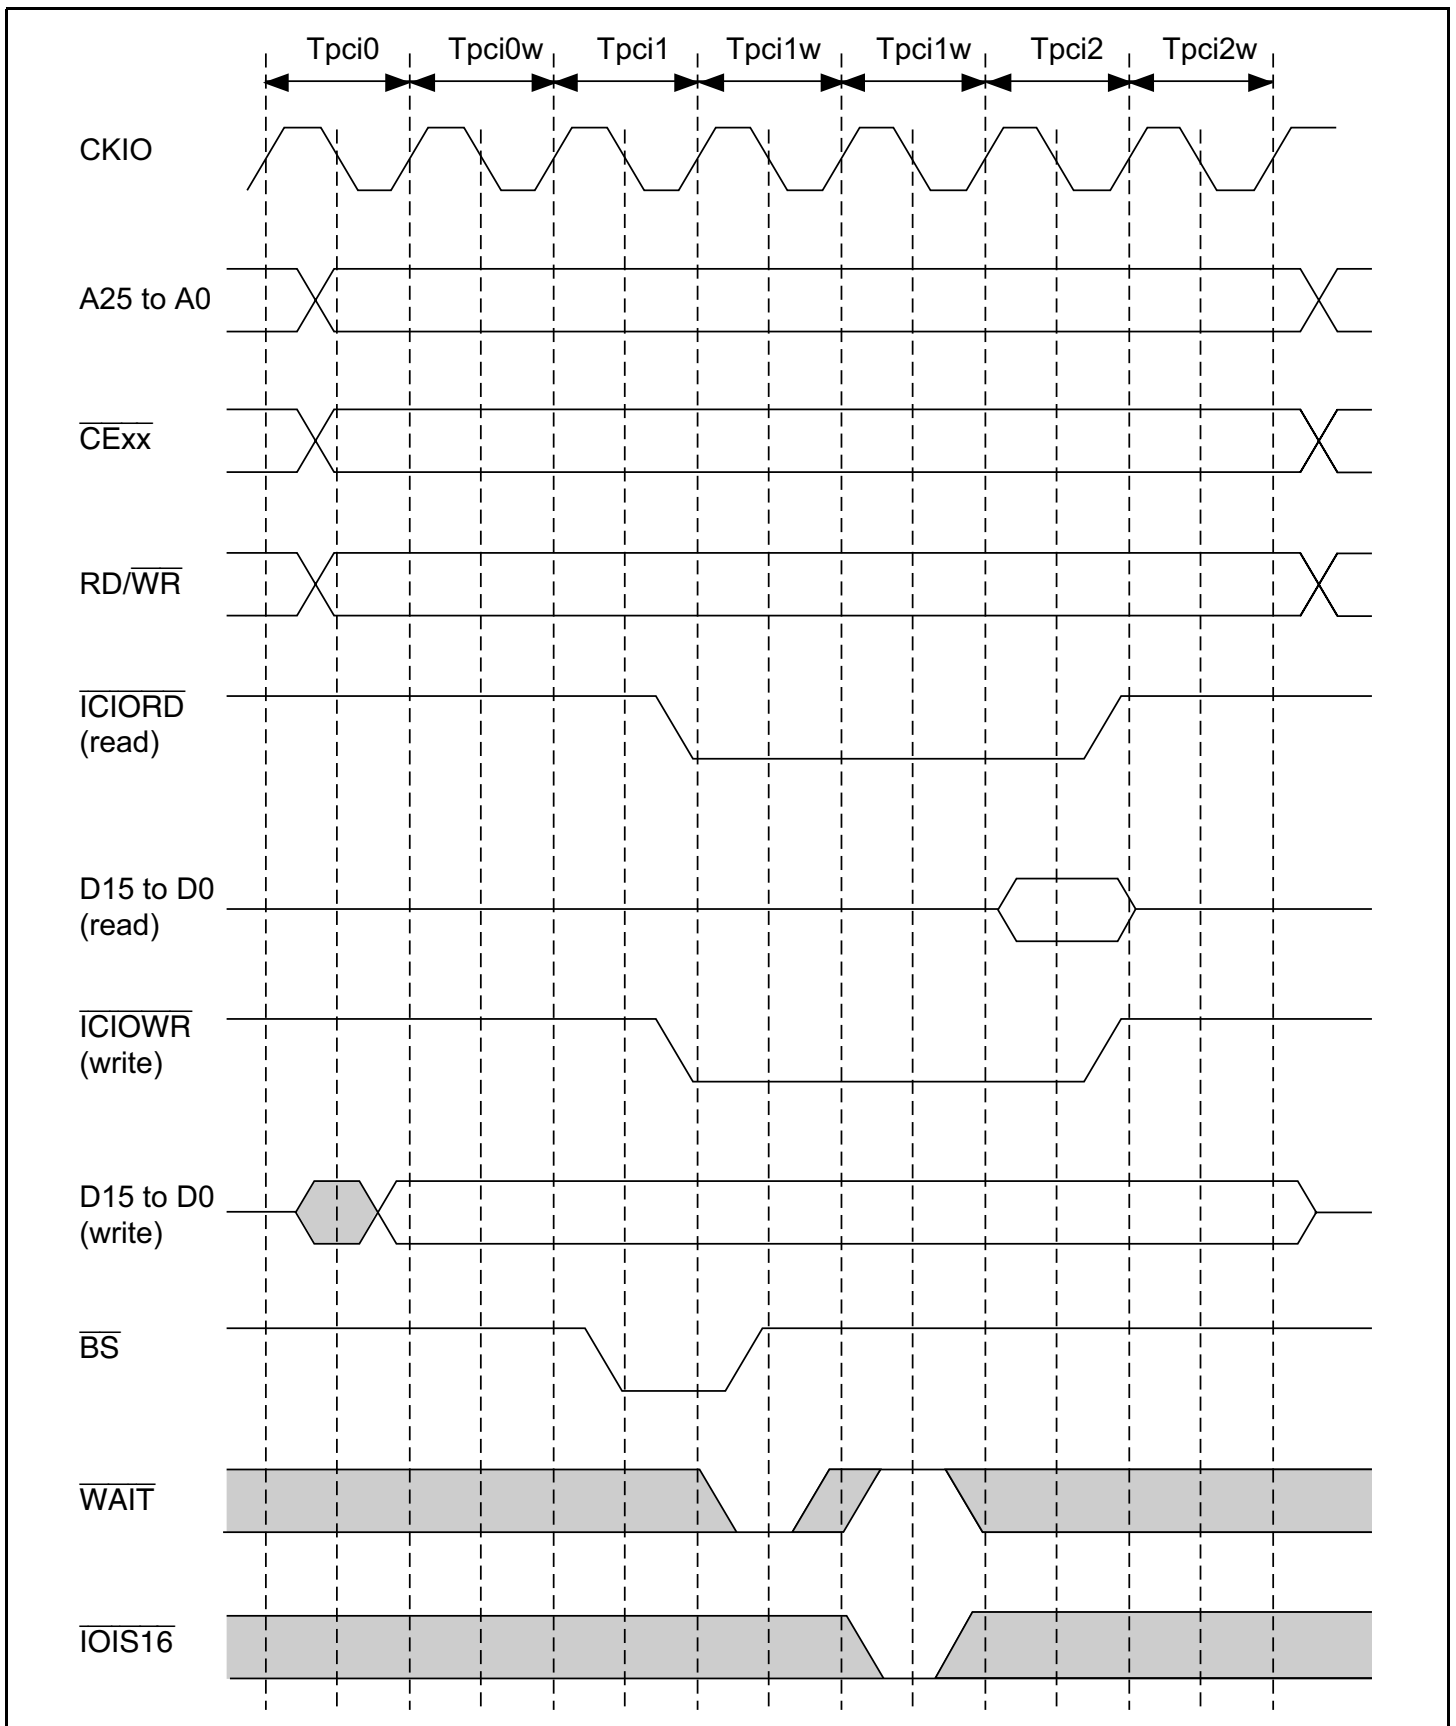 Tpci0 Tpci0w Tpci1 Tpci1w Tpci1w Tpci2 Tpci2w
CKIO
A25 to A0
CExx
RD/WR
ICIORD
(read)
D15 to D0
(read)
ICIOWR
(write)
D15 to D0
(write)
BS
WAIT
IOIS16